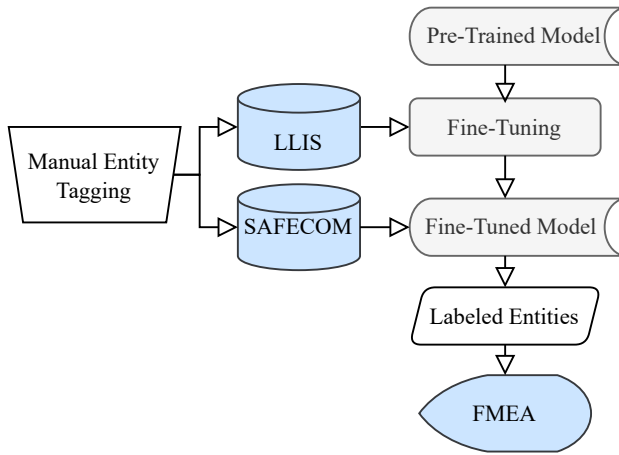 Pre-Trained Model
LLIS
Fine-Tuning
Manual Entity
Tagging
SAFECOM
Fine-Tuned Model
Labeled Entities
FMEA